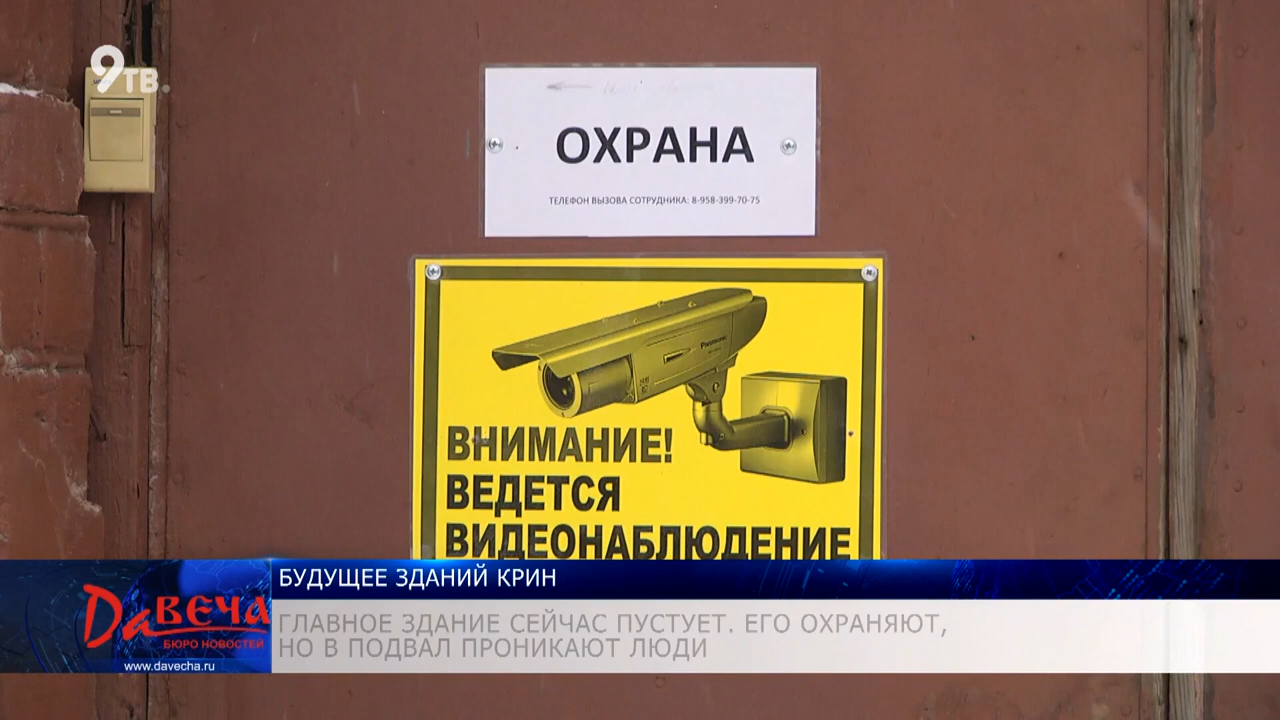 9ТВ.
ОХРАНА
ТЕЛЕФОН ВЫЗОВА СОТРУДНИКА: 8-958-399-70-75
Panasonic
ВНИМАНИЕ!
ВЕДЕТСЯ
ВИДЕОНАБЛЮДЕНИЕ
БУДУЩЕЕ ЗДАНИЙ КРИН
ДаВЕЧА
БЮРО НОВОСТЕЙ
www.davecha.ru
ГЛАВНОЕ ЗДАНИЕ СЕЙЧАС ПУСТУЕТ. ЕГО ОХРАНЯЮТ,
НО В ПОДВАЛ ПРОНИКАЮТ ЛЮДИ